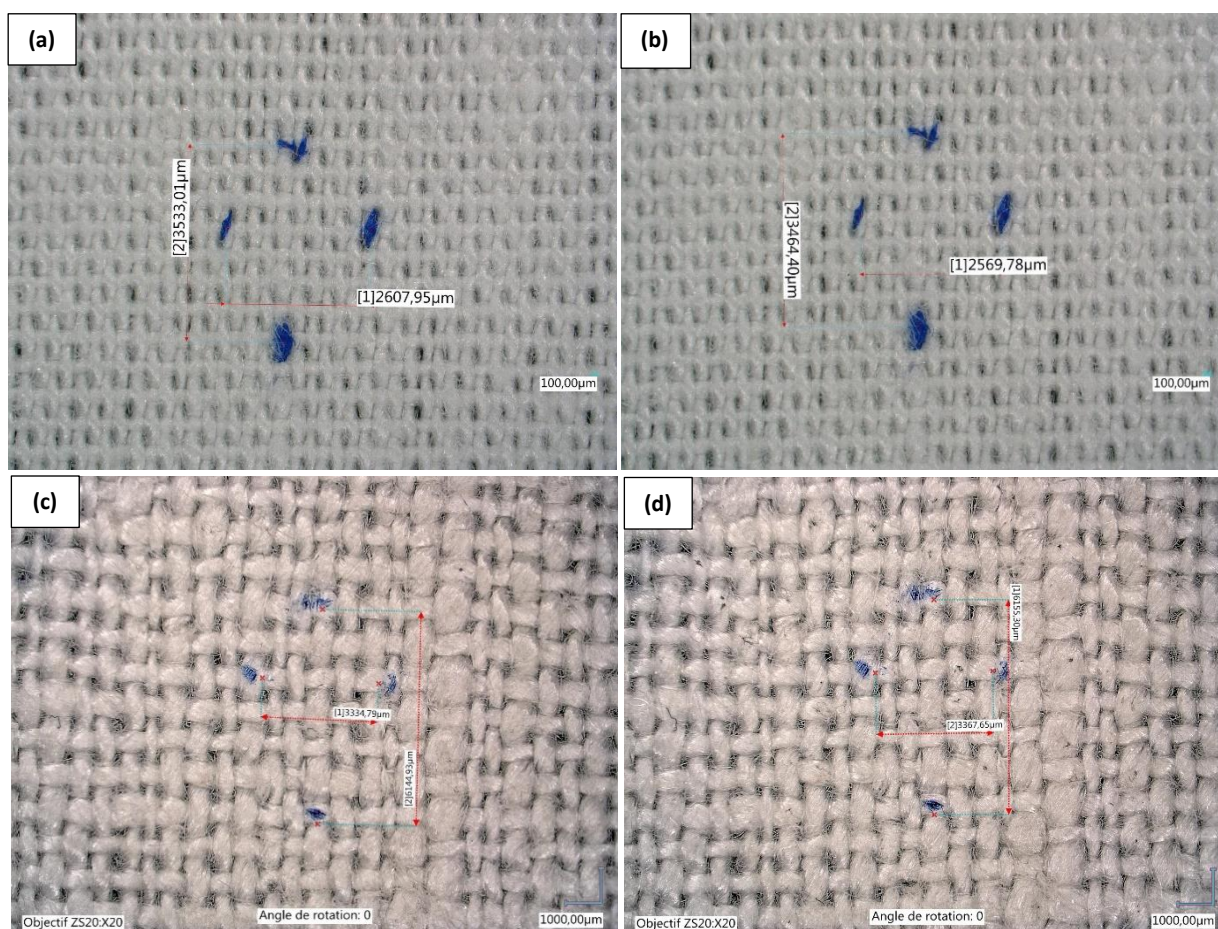 (a)
[2]3533,01µm
[1]2607,95µm
100,00µm
(b)
[2]3464,40µm
[1]2569,78µm
100,00µm
(c)
[1]3334,79µm
[2]6144,93µm
Objectif ZS20:X20
Angle de rotation: 0
1000,00µm
(d)
[1]6155,30µm
[2]3367,65µm
Objectif ZS20:X20
Angle de rotation: 0
1000,00µm